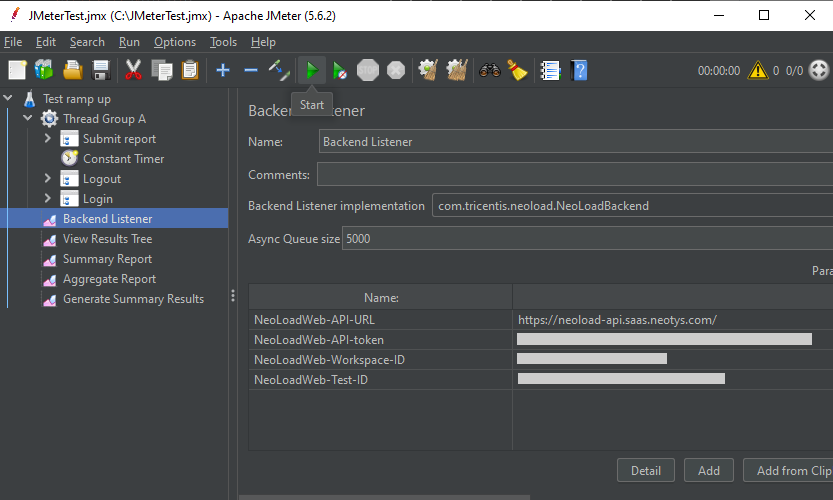 JMeterTest.jmx (C:\JMeterTest.jmx) - Apache JMeter (5.6.2)
File Edit Search Run Options Tools Help
STOP 00:00:00 0 0/0
Start
Test ramp up
Thread Group A
Submit report
Constant Timer
Logout
Login
Backend Listener
View Results Tree
Summary Report
Aggregate Report
Generate Summary Results
Name: Backend Listener
Comments:
Backend Listener implementation com.tricentis.neoload.NeoLoadBackend
Async Queue size 5000
Name:
NeoLoadWeb-API-URL https://neoload-api.saas.neotys.com/
NeoLoadWeb-API-token
NeoLoadWeb-Workspace-ID
NeoLoadWeb-Test-ID
Detail Add Add from Clip